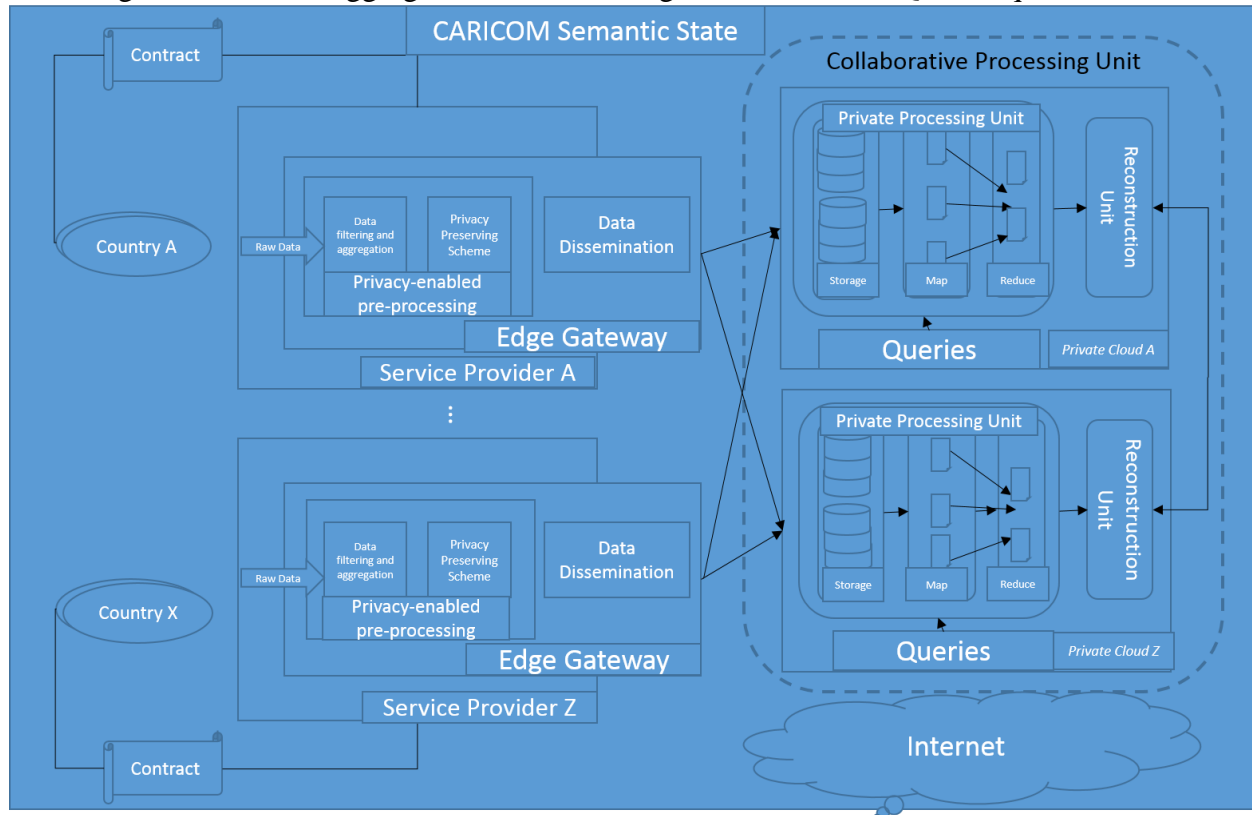 CARICOM Semantic State
Contract
Collaborative Processing Unit
Private Processing Unit
Country A
Raw Data
Data
filtering and
aggregation
Privacy
Preserving
Scheme
Data
Dissemination
Privacy-enabled
pre-processing
Edge Gateway
Service Provider A
Storage
Map
Reduce
Reconstruction
Unit
Queries
Private Cloud A
⋮
Private Processing Unit
Country X
Raw Data
Data
filtering and
aggregation
Privacy
Preserving
Scheme
Data
Dissemination
Privacy-enabled
pre-processing
Edge Gateway
Service Provider Z
Storage
Map
Reduce
Reconstruction
Unit
Queries
Private Cloud Z
Contract
Internet